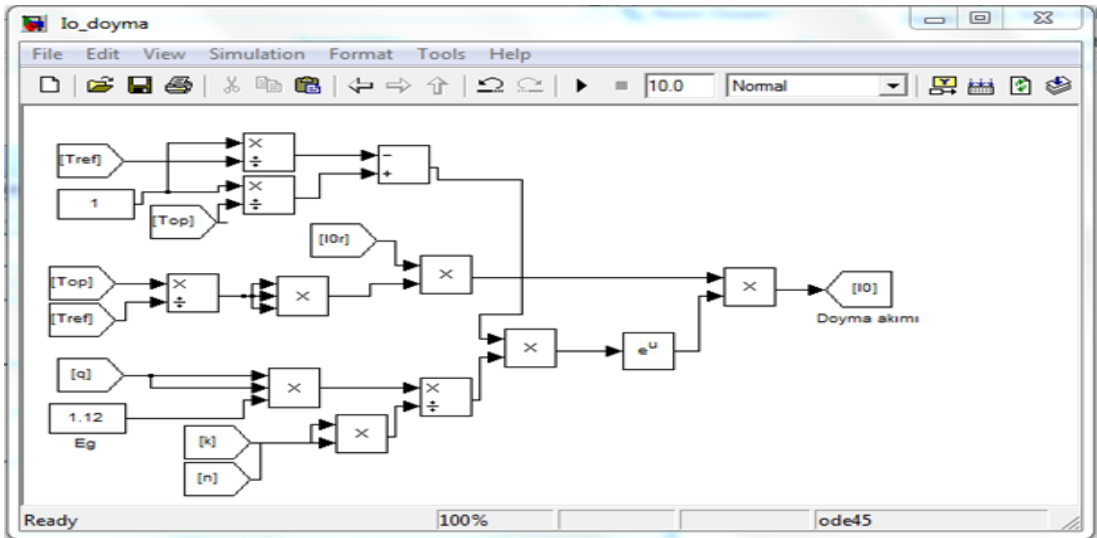 Io_doyma
File Edit View Simulation Format Tools Help
10.0 Normal
[Tref]
×
÷
−
+
1
×
÷
[Top]
[I0r]
×
[Top]
×
÷
×
[Tref]
×
[I0]
Doyma akımı
×
e^u
[q]
×
×
÷
1.12
Eg
[k]
×
[n]
Ready 100% ode45